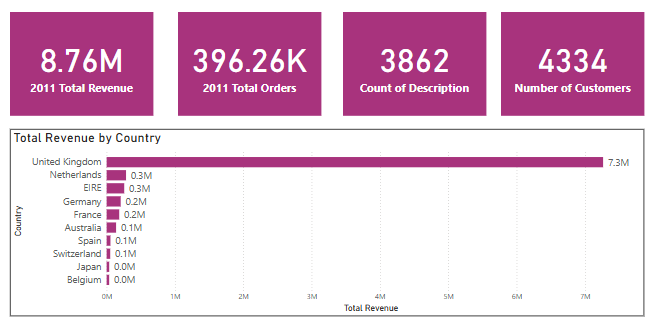 8.76M
2011 Total Revenue
396.26K
2011 Total Orders
3862
Count of Description
4334
Number of Customers
Total Revenue by Country
Country
United Kingdom 7.3M
Netherlands 0.3M
EIRE 0.3M
Germany 0.2M
France 0.2M
Australia 0.1M
Spain 0.1M
Switzerland 0.1M
Japan 0.0M
Belgium 0.0M
0M 1M 2M 3M 4M 5M 6M 7M
Total Revenue